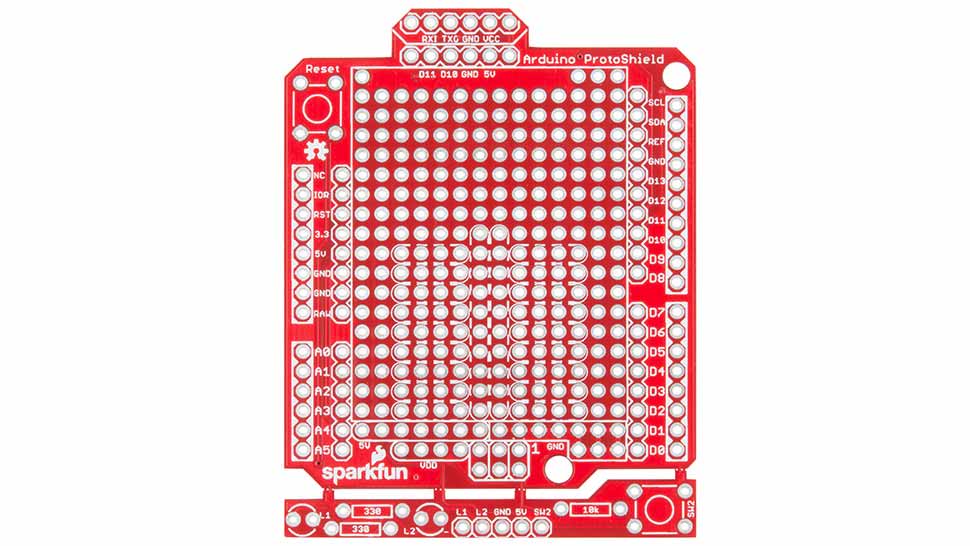 RXI TXO GND VCC
Arduino ProtoShield
Reset
D11 D10 GND 5V
SCL
SDA
REF
GND
D13
D12
D11
D10
D9
D8
NC
IOR
RST
3.3
5V
GND
GND
RAW
D7
D6
D5
D4
D3
D2
D1
D0
A0
A1
A2
A3
A4
A5
5V
VDD
1
GND
sparkfun
L1
330
330
L2
L1 L2 GND 5V SW2
10k
SW2